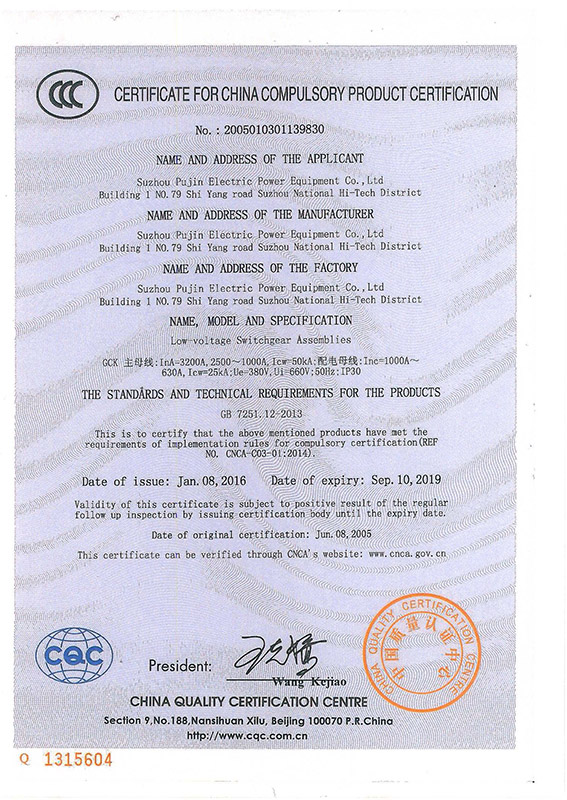 CCC
CERTIFICATE FOR CHINA COMPULSORY PRODUCT CERTIFICATION
No.: 2005010301139830
NAME AND ADDRESS OF THE APPLICANT
Suzhou Pujin Electric Power Equipment Co.,Ltd
Building 1 NO.79 Shi Yang road Suzhou National Hi-Tech District
NAME AND ADDRESS OF THE MANUFACTURER
Suzhou Pujin Electric Power Equipment Co.,Ltd
Building 1 NO.79 Shi Yang road Suzhou National Hi-Tech District
NAME AND ADDRESS OF THE FACTORY
Suzhou Pujin Electric Power Equipment Co.,Ltd
Building 1 NO.79 Shi Yang road Suzhou National Hi-Tech District
NAME, MODEL AND SPECIFICATION
Low-voltage Switchgear Assemblies
GCK 主母线:InA=3200A,2500～1000A,Icw=50kA;配电母线:Inc=1000A～
630A,Icw=25kA;Ue=380V,Ui=660V;50Hz;IP30
THE STANDARDS AND TECHNICAL REQUIREMENTS FOR THE PRODUCTS
GB 7251.12-2013
This is to certify that the above mentioned products have met the
requirements of implementation rules for compulsory certification(REF
NO. CNCA-C03-01:2014).
Date of issue: Jan.08,2016 Date of expiry: Sep.10,2019
Validity of this certificate is subject to positive result of the regular
follow up inspection by issuing certification body until the expiry date.
Date of original certification: Jun.08,2005
This certificate can be verified through CNCA's website: www.cnca.gov.cn
CQC
President:
Wang Kejiao
CHINA QUALITY CERTIFICATION CENTRE
中国质量认证中心
CHINA QUALITY CERTIFICATION CENTRE
Section 9,No.188,Nansihuan Xilu, Beijing 100070 P.R.China
http://www.cqc.com.cn
Q 1315604